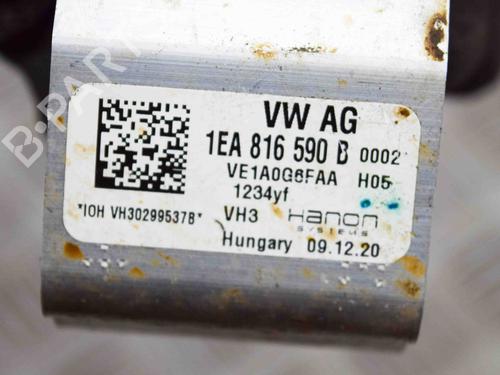 VW AG
1EA 816 590 B 0002
VE1A0G6FAA H05
1234yf
*IOH VH30299537B* VH3 Hanon
SYSTEMS
Hungary 09.12.20
B-PARTS